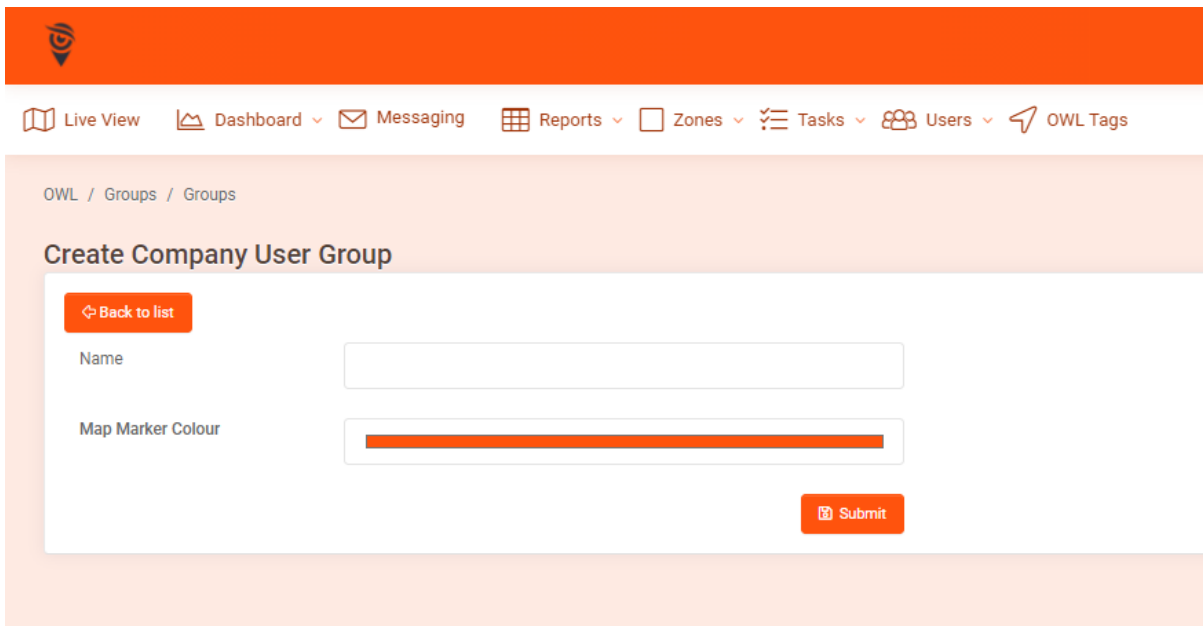 Live View Dashboard Messaging Reports Zones Tasks Users OWL Tags
OWL / Groups / Groups
Create Company User Group
Back to list
Name
Map Marker Colour
Submit